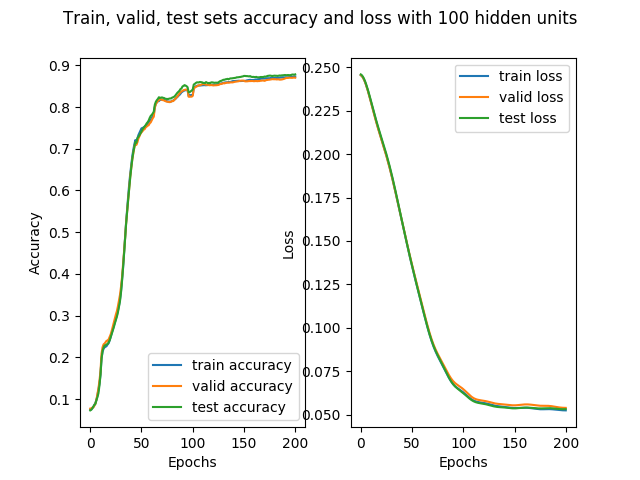 Train, valid, test sets accuracy and loss with 100 hidden units
0.9
0.8
0.7
0.6
0.5
0.4
0.3
0.2
0.1
Accuracy
0
50
100
150
200
Epochs
train accuracy
valid accuracy
test accuracy
0.250
0.225
0.200
0.175
0.150
0.125
0.100
0.075
0.050
Loss
0
50
100
150
200
Epochs
train loss
valid loss
test loss